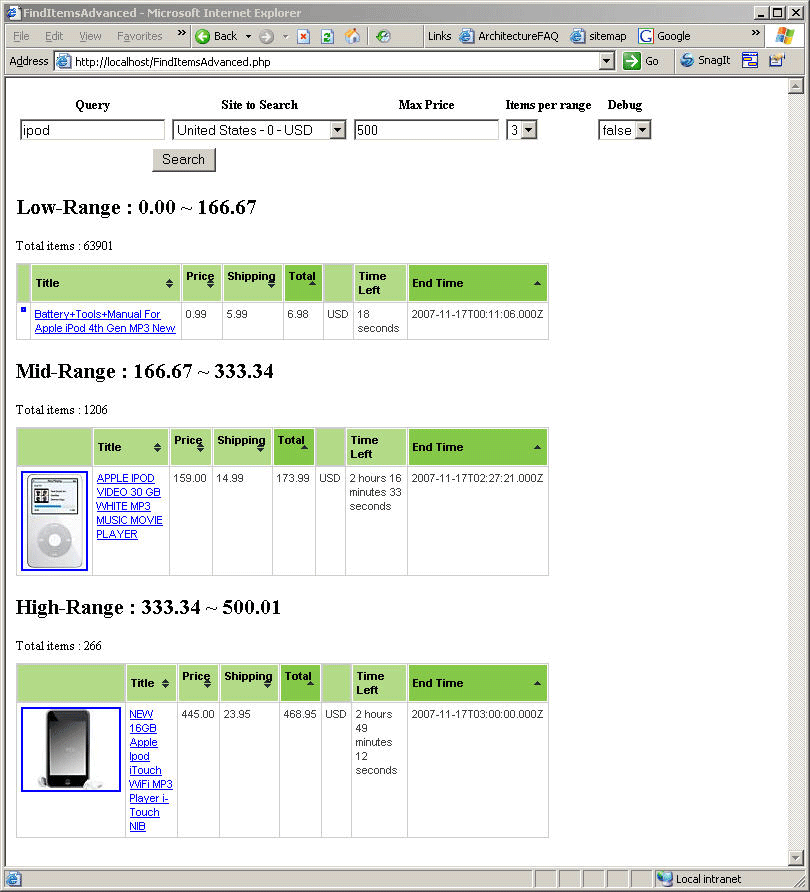 FindItemsAdvanced - Microsoft Internet Explorer
File Edit View Favorites » Back Links ArchitectureFAQ sitemap Google »
Address http://localhost/FindItemsAdvanced.php Go SnagIt
Query Site to Search Max Price Items per range Debug
ipod United States - 0 - USD 500 3 false
Search
Low-Range : 0.00 ~ 166.67
Total items : 63901
Title Price Shipping Total Time
Left End Time
Battery+Tools+Manual For 0.99 5.99 6.98 USD 18 2007-11-17T00:11:06.000Z
Apple iPod 4th Gen MP3 New seconds
Mid-Range : 166.67 ~ 333.34
Total items : 1206
Title Price Shipping Total Time
Left End Time
APPLE IPOD 159.00 14.99 173.99 USD 2 hours 16 2007-11-17T02:27:21.000Z
VIDEO 30 GB minutes 33
WHITE MP3 seconds
MUSIC MOVIE
PLAYER
High-Range : 333.34 ~ 500.01
Total items : 266
Title Price Shipping Total Time
Left End Time
NEW 445.00 23.95 468.95 USD 2 hours 2007-11-17T03:00:00.000Z
16GB 49
Apple minutes
Ipod 12
iTouch seconds
WiFi MP3
Player i-
Touch
NIB
Local intranet